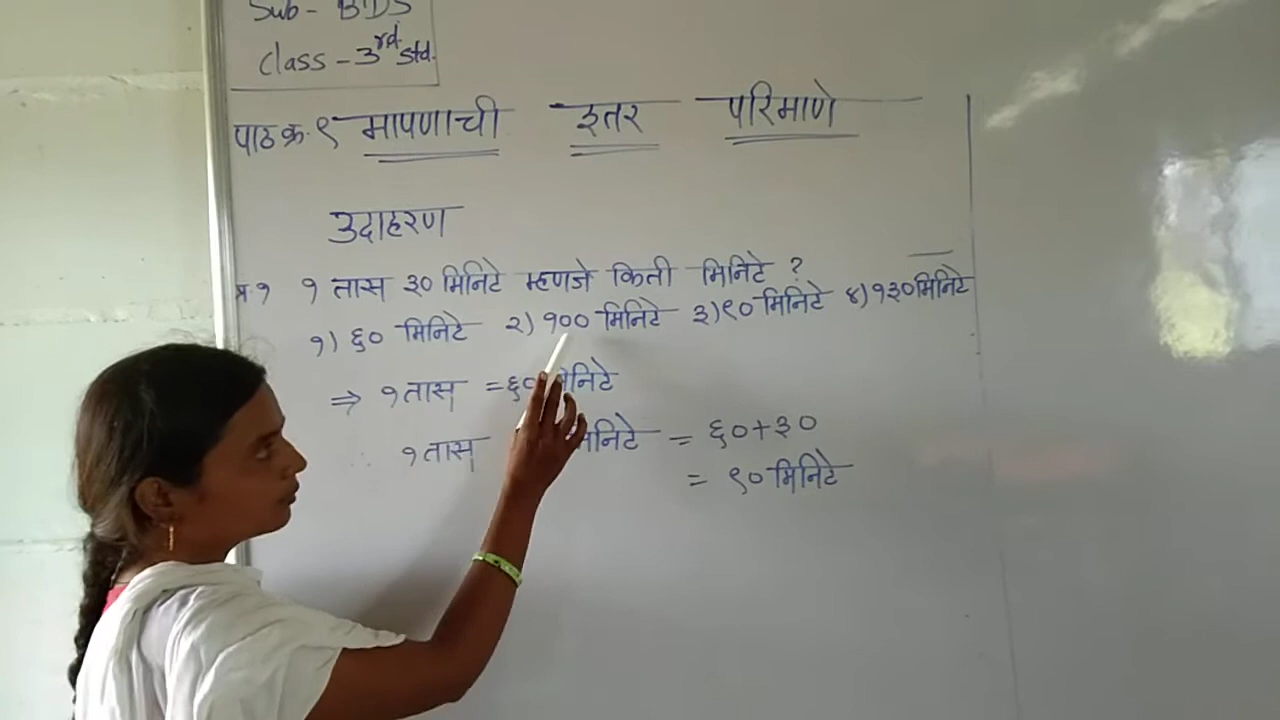 Sub - BDS
Class - 3rd std.
पाठ क्र. ९ मापणाची इतर परिमाणे
उदाहरण
प्र. १ १ तास ३० मिनिटे म्हणजे किती मिनिटे ?
१) ६० मिनिटे २) १०० मिनिटे ३) ९० मिनिटे ४) १३० मिनिटे
⇒ १ तास = ६० मिनिटे
१ तास मिनिटे = ६० + ३०
= ९० मिनिटे